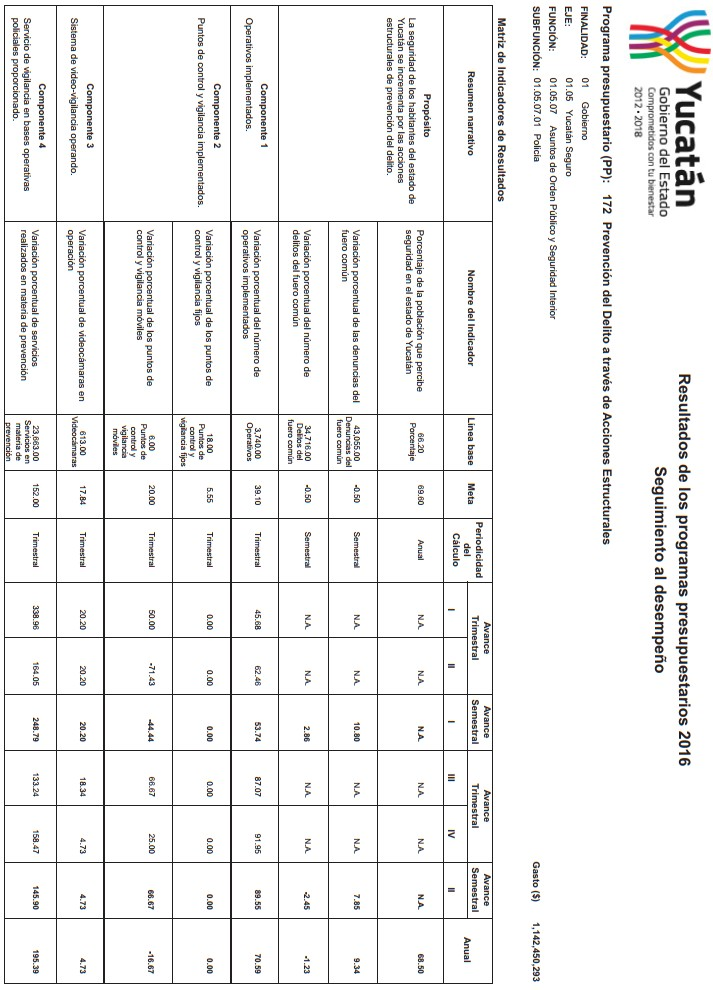 Yucatán
Gobierno del Estado
Comprometidos con tu bienestar
2012 • 2018
Resultados de los programas presupuestarios 2016
Seguimiento al desempeño
Programa presupuestario (PP): 172 Prevención del Delito a través de Acciones Estructurales
FINALIDAD: 01 Gobierno
EJE: 01.05 Yucatán Seguro
FUNCIÓN: 01.05.07 Asuntos de Orden Público y Seguridad Interior
SUBFUNCIÓN: 01.05.07.01 Policía
Gasto ($) 1,142,450,293
Matriz de Indicadores de Resultados
Resumen narrativo
Nombre del Indicador
Línea base
Meta
Periodicidad
del
Cálculo
Avance
Trimestral
I
II
Avance
Semestral
I
Avance
Trimestral
III
IV
Avance
Semestral
II
Anual
Propósito
La seguridad de los habitantes del estado de
Yucatán se incrementa por las acciones
estructurales de prevención del delito.
Porcentaje de la población que percibe
seguridad en el estado de Yucatán
66.20
Porcentaje
69.60
Anual
N.A.
N.A.
N.A.
N.A.
N.A.
N.A.
68.50
Variación porcentual de las denuncias del
fuero común
43,055.00
Denuncias del
fuero común
-0.50
Semestral
N.A.
N.A.
10.80
N.A.
N.A.
7.85
9.34
Variación porcentual del número de
delitos del fuero común
34,716.00
Delitos del
fuero común
-0.50
Semestral
N.A.
N.A.
2.86
N.A.
N.A.
-2.45
-1.23
Componente 1
Operativos implementados.
Variación porcentual del número de
operativos implementados
3,740.00
Operativos
39.10
Trimestral
45.68
62.46
53.74
87.07
91.95
89.55
70.59
Componente 2
Puntos de control y vigilancia implementados.
Variación porcentual de los puntos de
control y vigilancia fijos
18.00
Puntos de
control y
vigilancia fijos
5.55
Trimestral
0.00
0.00
0.00
0.00
0.00
0.00
0.00
Variación porcentual de los puntos de
control y vigilancia móviles
6.00
Puntos de
control y
vigilancia
móviles
20.00
Trimestral
50.00
-71.43
-44.44
66.67
25.00
66.67
-16.67
Componente 3
Sistema de video-vigilancia operando.
Variación porcentual de videocámaras en
operación
613.00
Videocámaras
17.84
Trimestral
20.20
20.20
20.20
18.34
4.73
4.73
4.73
Componente 4
Servicio de vigilancia en bases operativas
policiales proporcionado.
Variación porcentual de servicios
realizados en materia de prevención
23,663.00
Servicios en
materia de
prevención
152.00
Trimestral
338.96
164.05
248.79
133.24
158.47
145.90
195.39